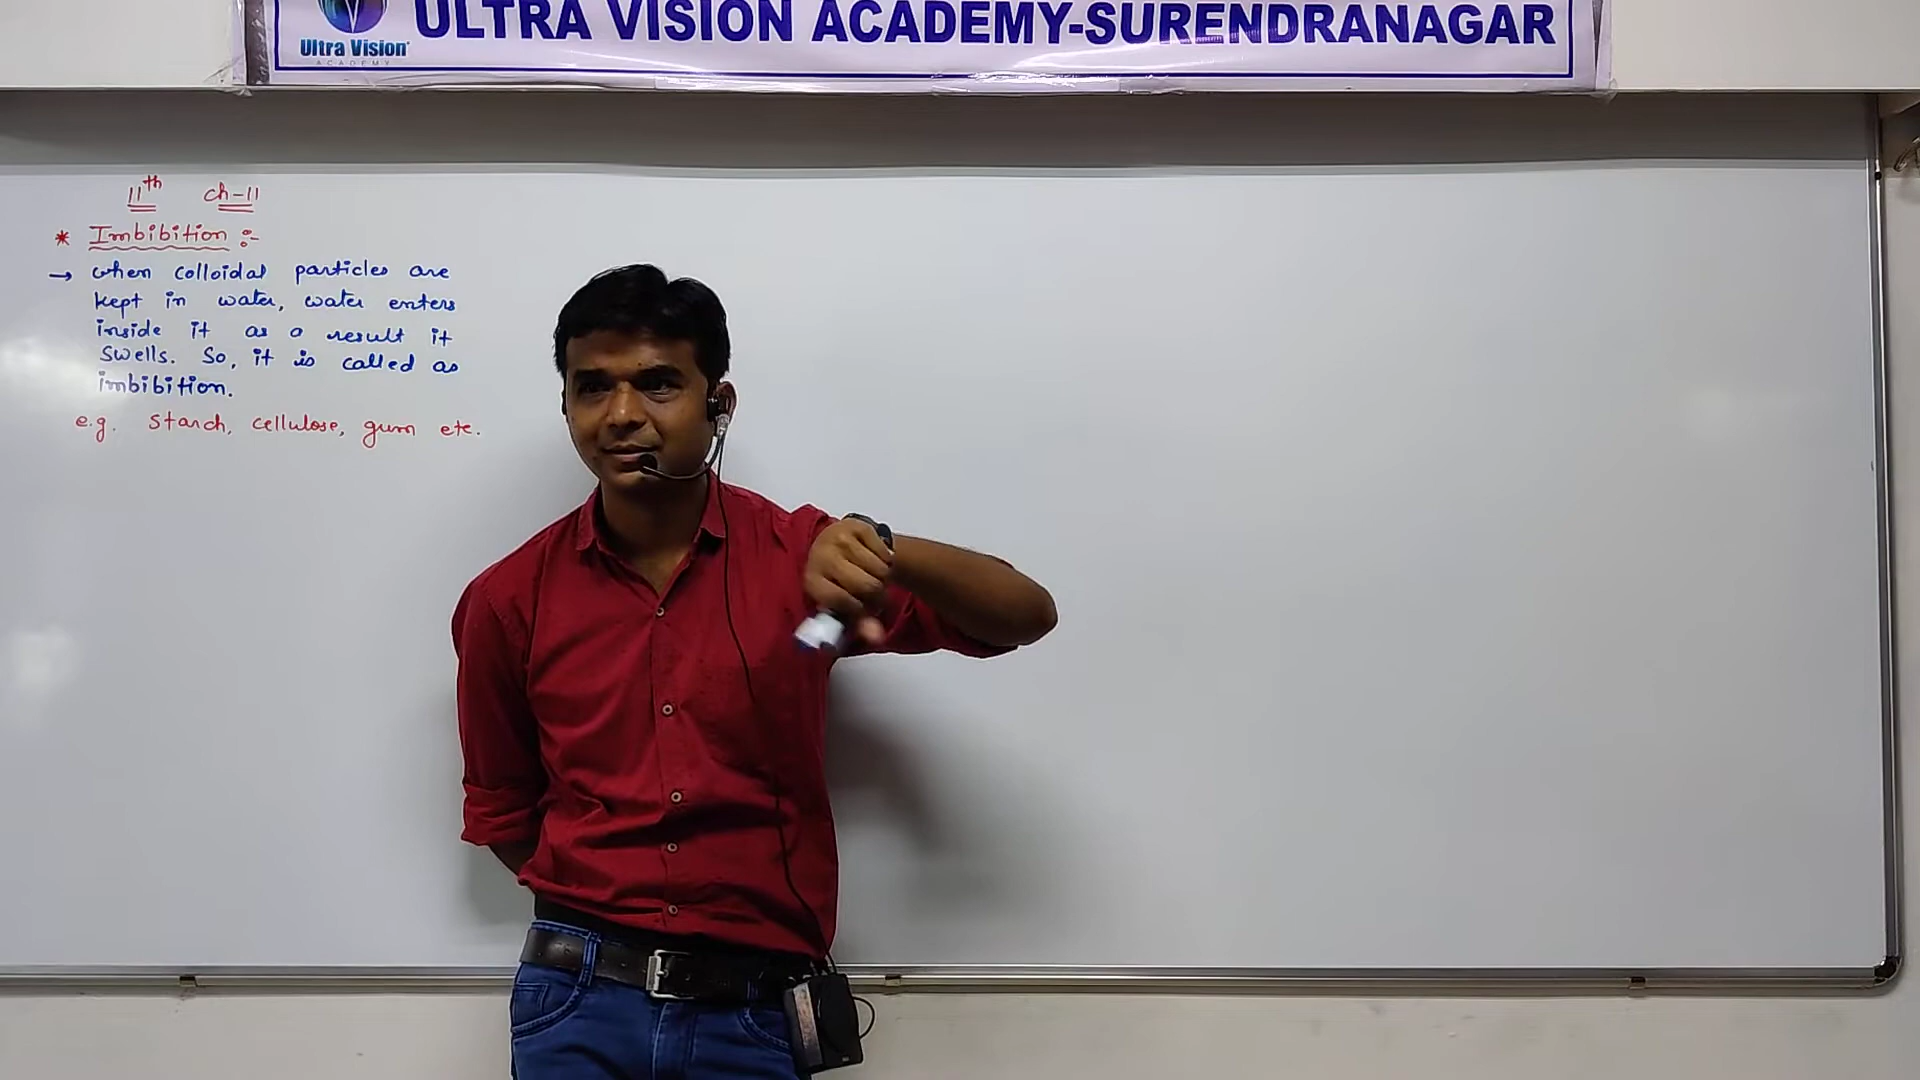 ULTRA VISION ACADEMY-SURENDRANAGAR
Ultra Vision
ACADEMY
11th ch-11
* Imbibition :-
→ when colloidal particles are
kept in water, water enters
inside it as a result it
swells. So, it is called as
imbibition.
e.g. starch, cellulose, gum etc.